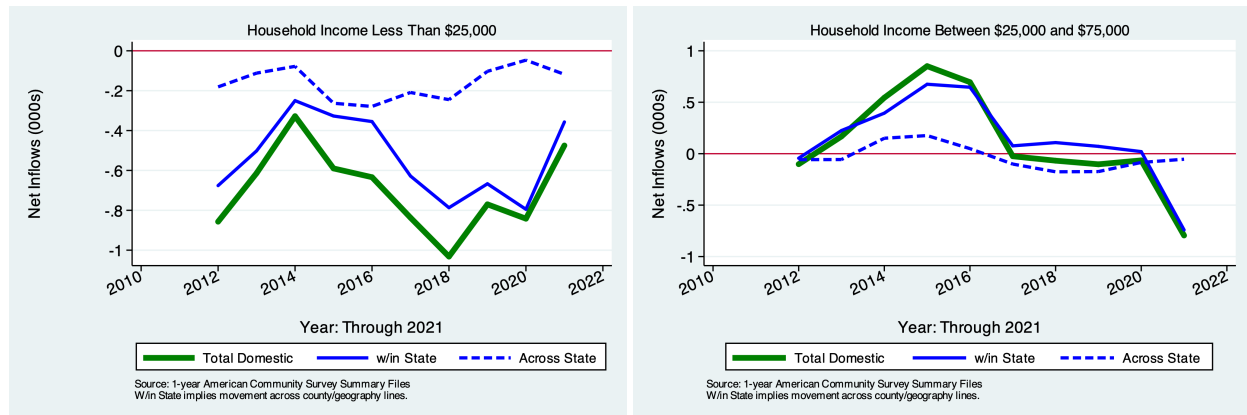 Household Income Less Than $25,000
Net Inflows (000s)
0
-.2
-.4
-.6
-.8
-1
2010
2012
2014
2016
2018
2020
2022
Year: Through 2021
Total Domestic
w/in State
Across State
Source: 1-year American Community Survey Summary Files
W/in State implies movement across county/geography lines.
Household Income Between $25,000 and $75,000
Net Inflows (000s)
1
.5
0
-.5
-1
2010
2012
2014
2016
2018
2020
2022
Year: Through 2021
Total Domestic
w/in State
Across State
Source: 1-year American Community Survey Summary Files
W/in State implies movement across county/geography lines.